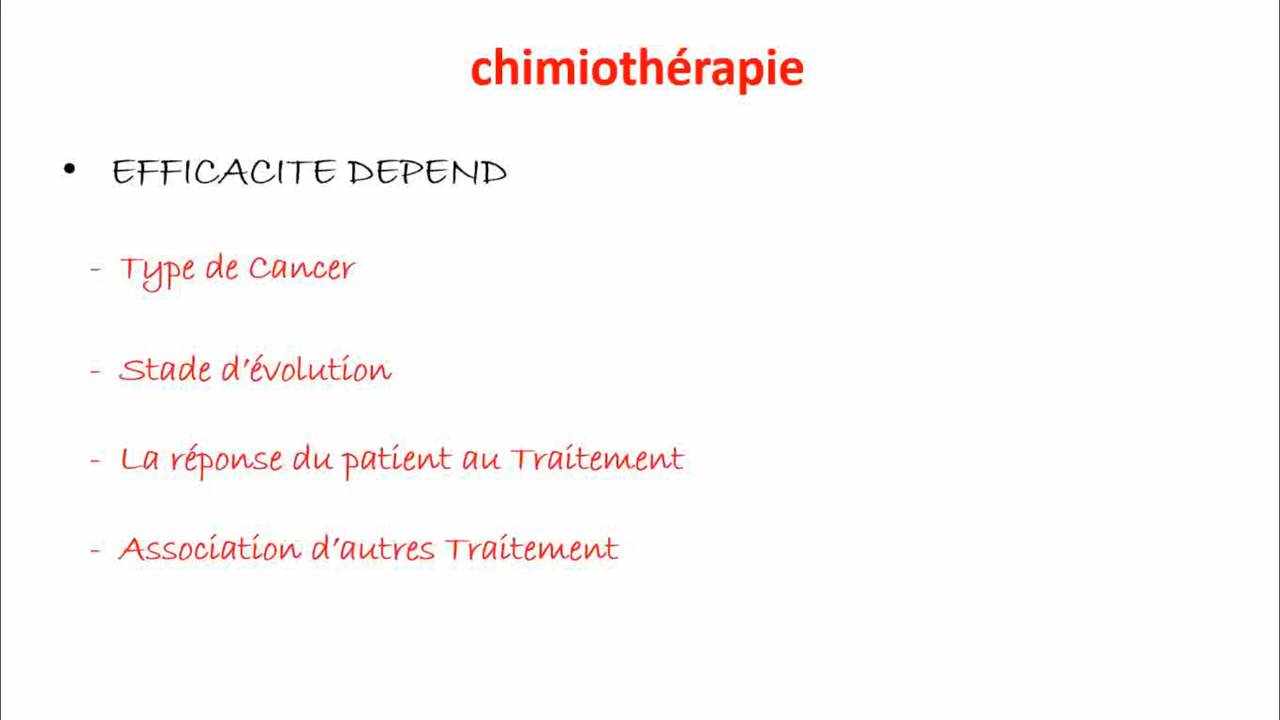 chimiothérapie
• EFFICACITE DEPEND
- Type de Cancer
- Stade d'évolution
- La réponse du patient au Traitement
- Association d'autres Traitement